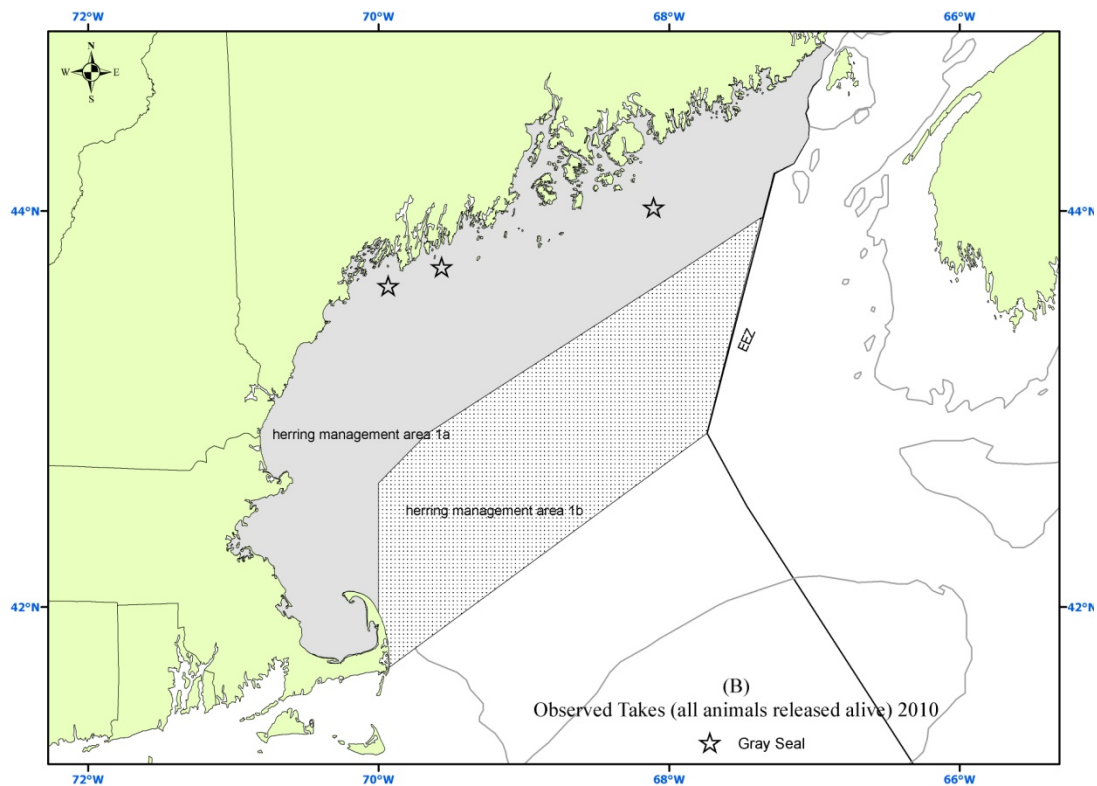 72°W 70°W 68°W 66°W
N
W E
S
44°N 44°N
EEZ
herring management area 1a
herring management area 1b
42°N 42°N
(B)
Observed Takes (all animals released alive) 2010
Gray Seal
72°W 70°W 68°W 66°W